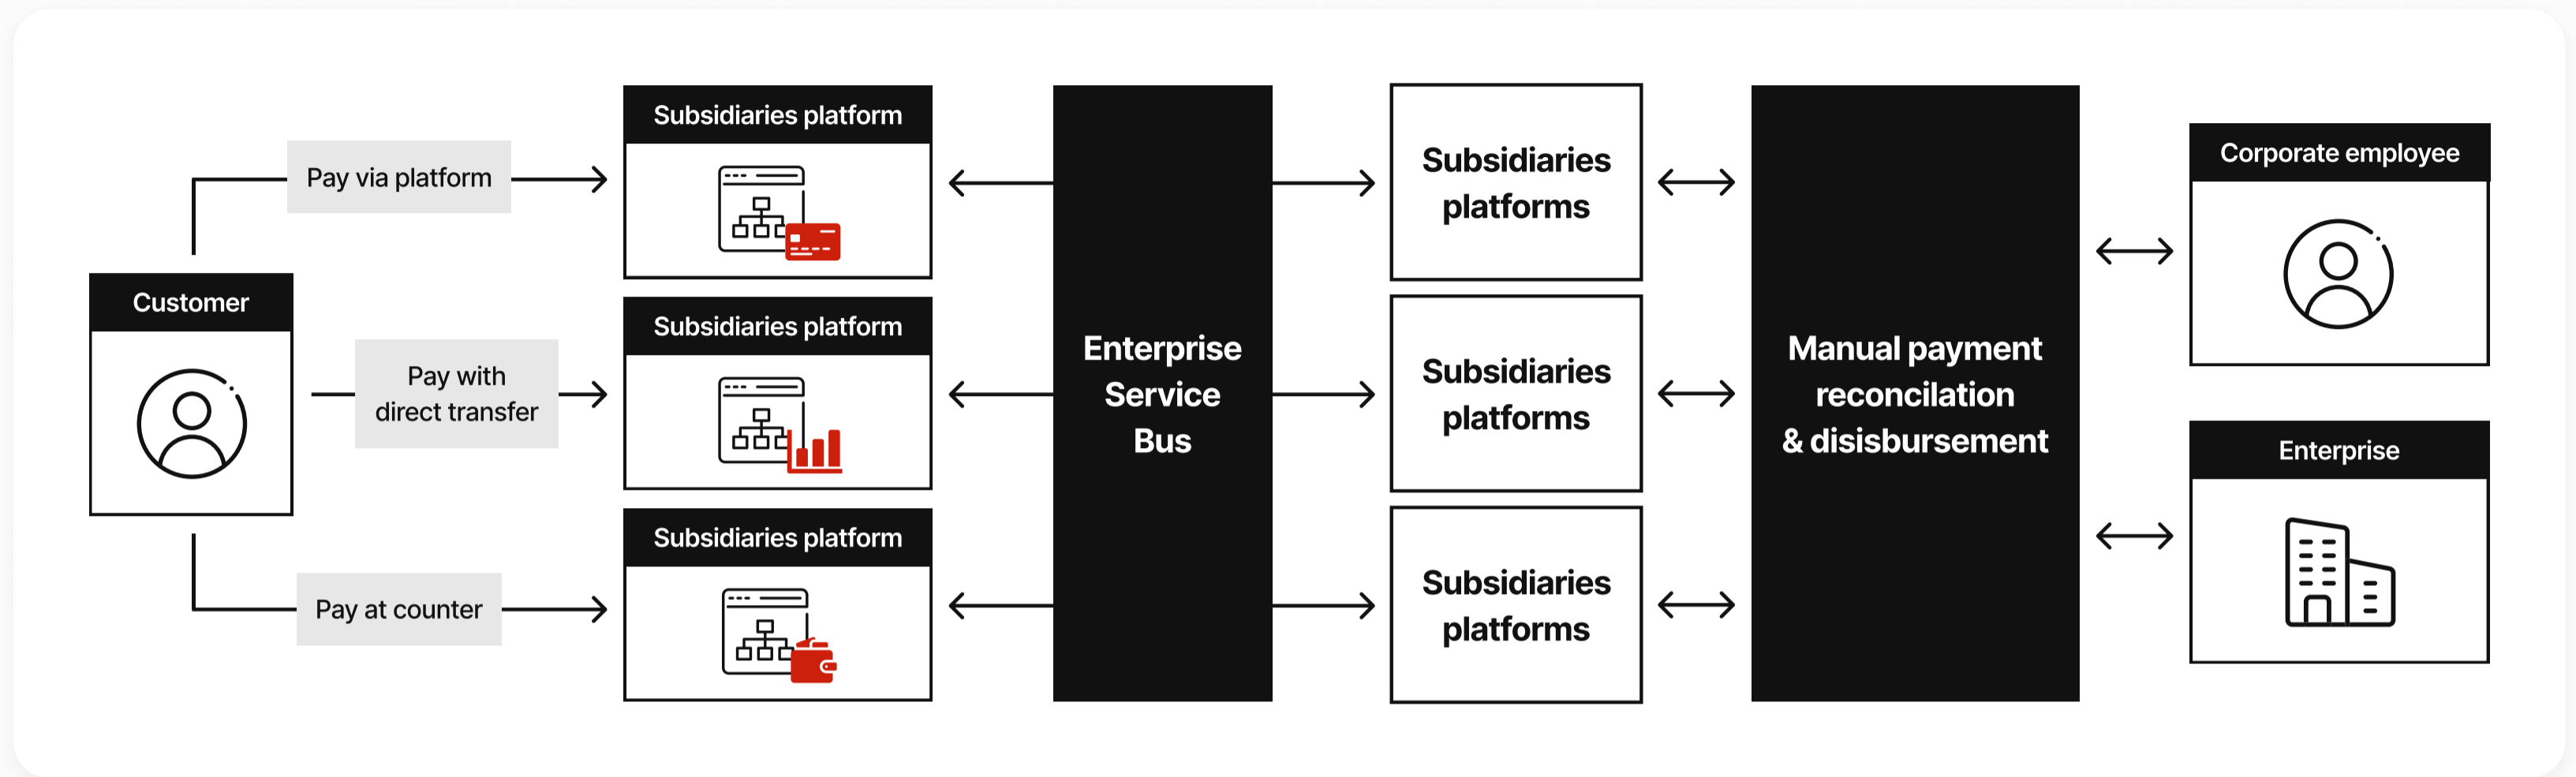 Customer
Pay via platform
Pay with
direct transfer
Pay at counter
Subsidiaries platform
Subsidiaries platform
Subsidiaries platform
Enterprise
Service
Bus
Subsidiaries
platforms
Subsidiaries
platforms
Subsidiaries
platforms
Manual payment
reconcilation
& disisbursement
Corporate employee
Enterprise